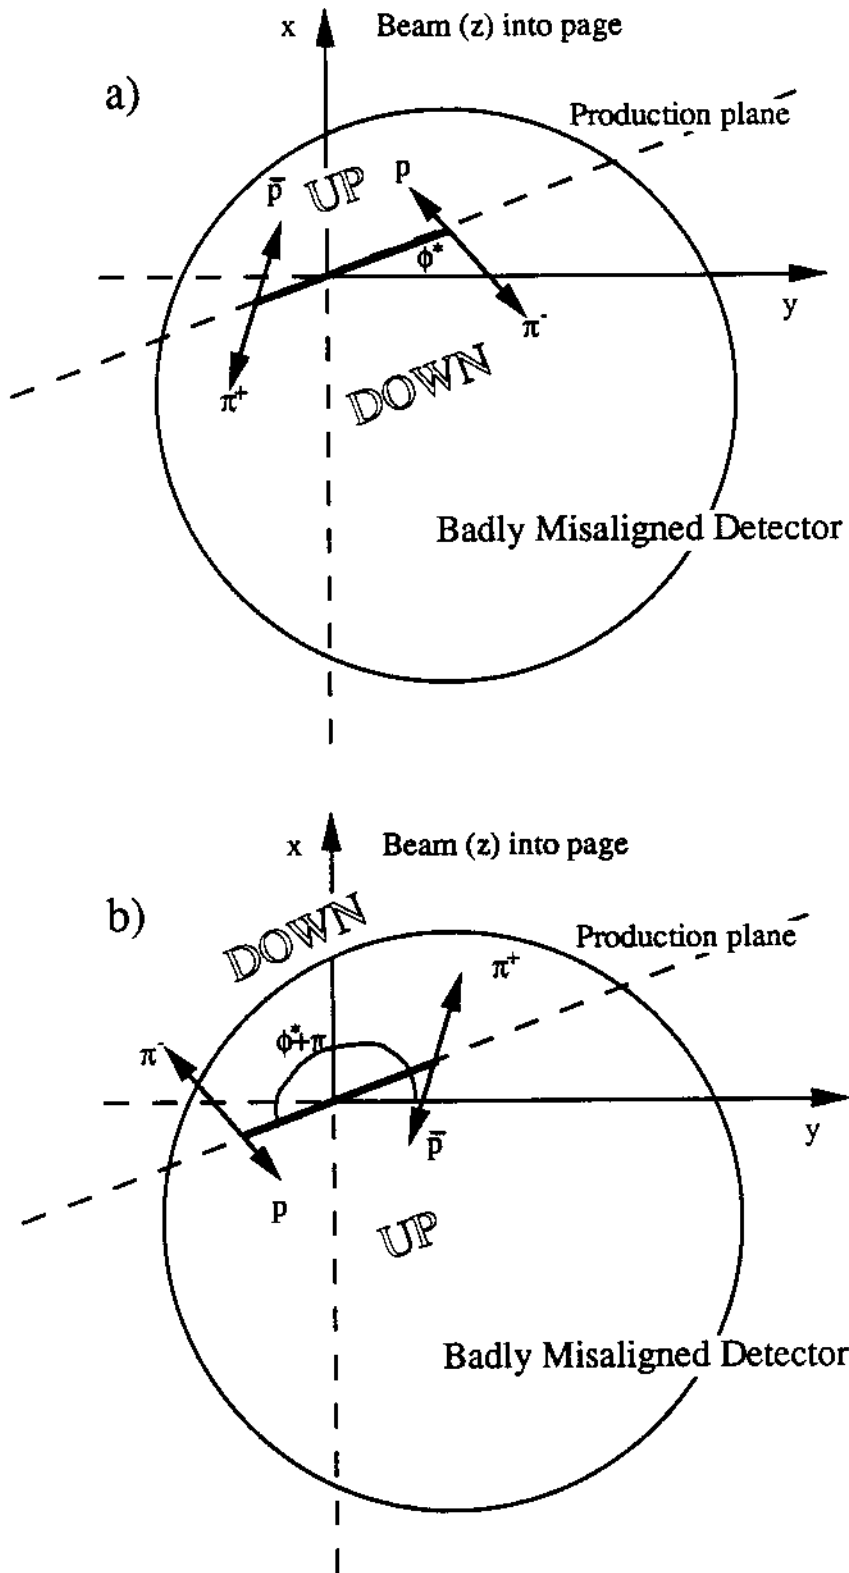 x
Beam (z) into page
a)
Production plane
p̄
UP
p
ϕ*
y
π⁻
π⁺
DOWN
Badly Misaligned Detector
x
Beam (z) into page
b)
DOWN
Production plane
π⁺
ϕ*+π
π⁻
y
p̄
p
UP
Badly Misaligned Detector